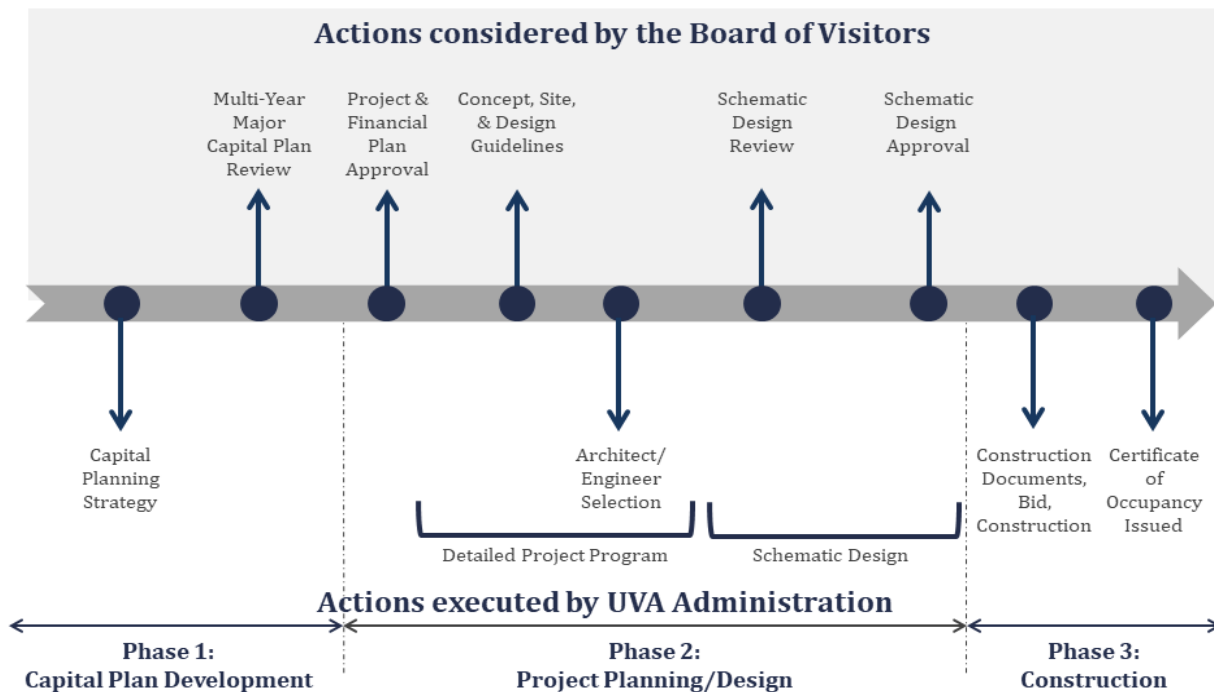 Actions considered by the Board of Visitors
Multi-Year
Major
Capital Plan
Review
Project &
Financial
Plan
Approval
Concept, Site,
& Design
Guidelines
Schematic
Design
Review
Schematic
Design
Approval
Capital
Planning
Strategy
Architect/
Engineer
Selection
Construction
Documents,
Bid,
Construction
Certificate
of
Occupancy
Issued
Detailed Project Program
Schematic Design
Actions executed by UVA Administration
Phase 1:
Capital Plan Development
Phase 2:
Project Planning/Design
Phase 3:
Construction